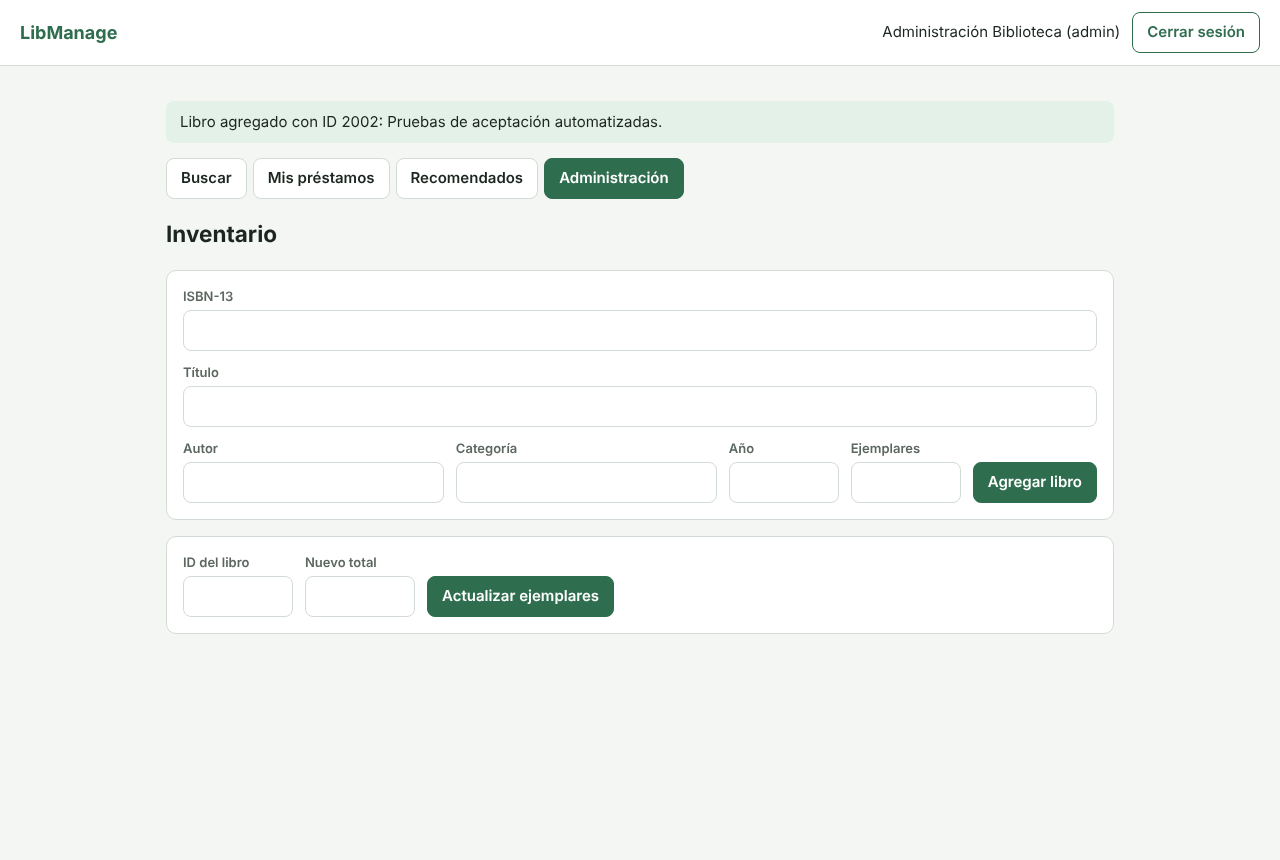 LibManage
Administración Biblioteca (admin)
Cerrar sesión
Libro agregado con ID 2002: Pruebas de aceptación automatizadas.
Buscar
Mis préstamos
Recomendados
Administración
Inventario
ISBN-13
Título
Autor
Categoría
Año
Ejemplares
Agregar libro
ID del libro
Nuevo total
Actualizar ejemplares